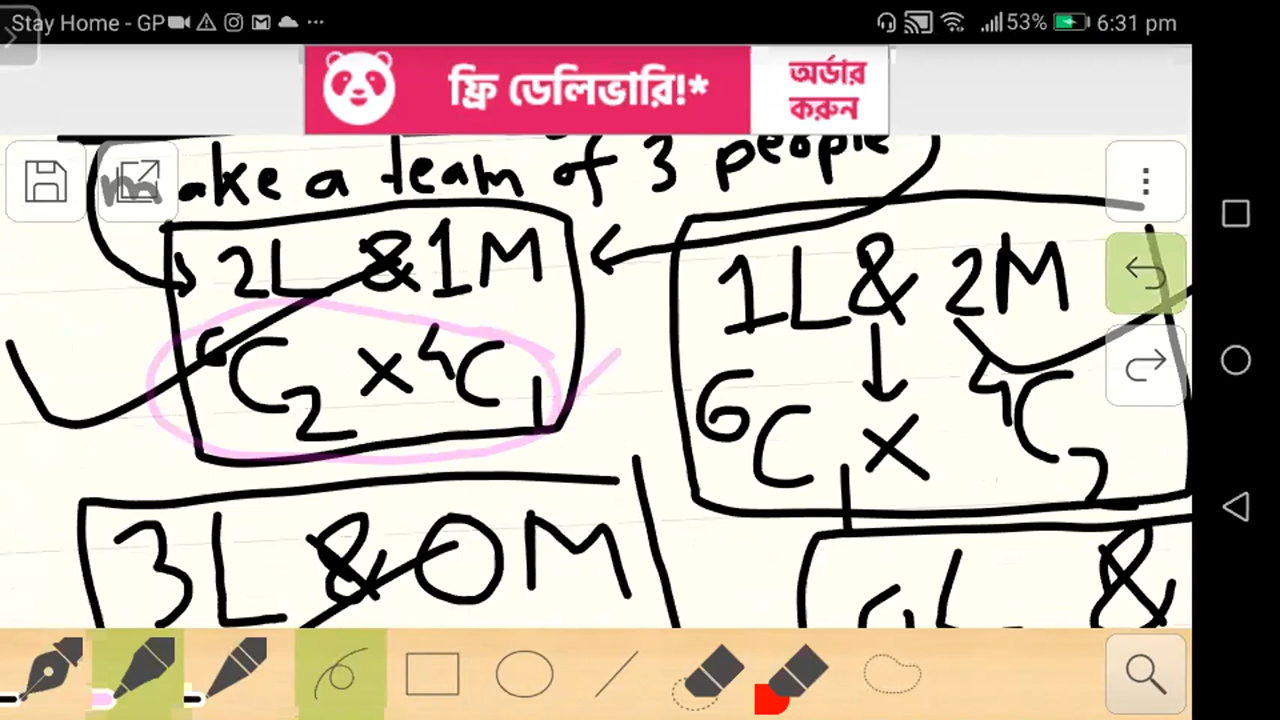 Stay Home - GP ... 53% 6:31 pm
ফ্রি ডেলিভারি!* অর্ডার
করুন
make a team of 3 people
2L & 1M
⁶C₂ × ⁴C₁
1L & 2M
⁶C₁ × ⁴C₂
3L & 0M
L &